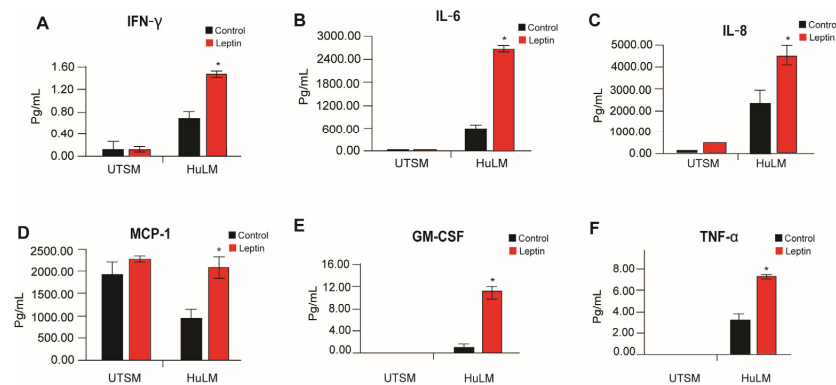 A
IFN-γ
Control
Leptin
Pg/mL
1.60
1.20
0.80
0.40
0.00
*
UTSM
HuLM
B
IL-6
Control
Leptin
Pg/mL
3000.00
2400.00
1800.00
1200.00
600.00
0.00
*
UTSM
HuLM
C
IL-8
Control
Leptin
Pg/mL
5000.00
4000.00
3000.00
2000.00
1000.00
0.00
*
UTSM
HuLM
D
MCP-1
Control
Leptin
Pg/mL
2500.00
2000.00
1500.00
1000.00
500.00
0.00
*
UTSM
HuLM
E
GM-CSF
Control
Leptin
Pg/mL
16.00
12.00
8.00
4.00
0.00
*
UTSM
HuLM
F
TNF-α
Control
Leptin
Pg/mL
8.00
6.00
4.00
2.00
0.00
*
UTSM
HuLM